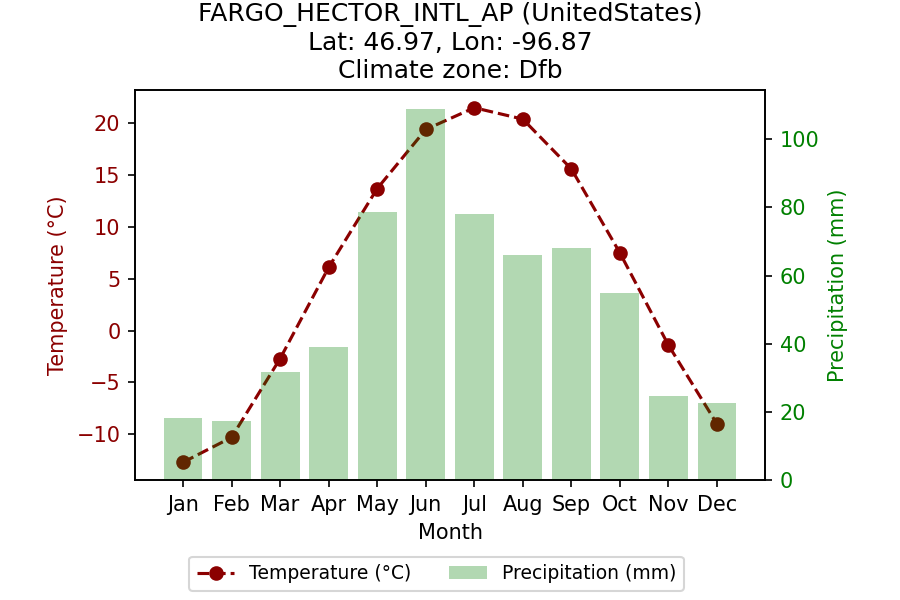 FARGO_HECTOR_INTL_AP (UnitedStates)
Lat: 46.97, Lon: -96.87
Climate zone: Dfb
Temperature (°C)
20
15
10
5
0
−5
−10
100
80
60
40
20
0
Precipitation (mm)
Jan Feb Mar Apr May Jun Jul Aug Sep Oct Nov Dec
Month
Temperature (°C) Precipitation (mm)